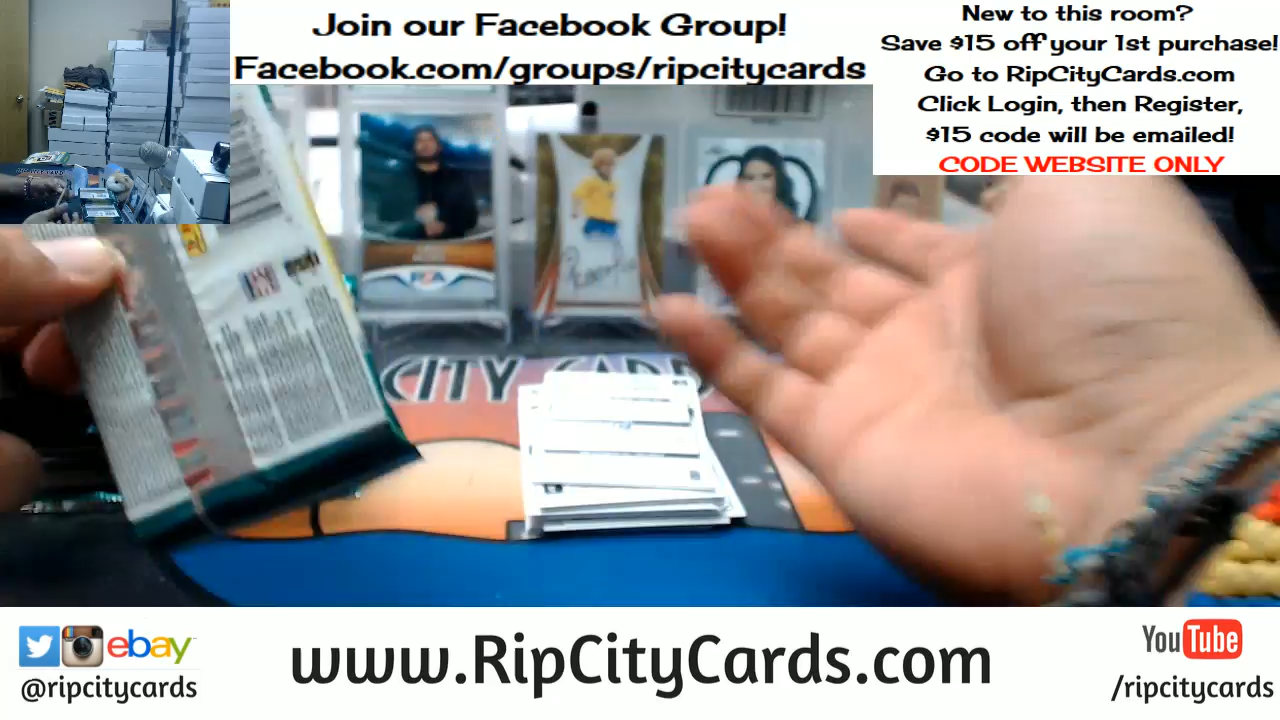 Join our Facebook Group!
Facebook.com/groups/ripcitycards
New to this room?
Save $15 off your 1st purchase!
Go to RipCityCards.com
Click Login, then Register,
$15 code will be emailed!
CODE WEBSITE ONLY
CITY CARD
ebay
@ripcitycards
www.RipCityCards.com
YouTube
/ripcitycards